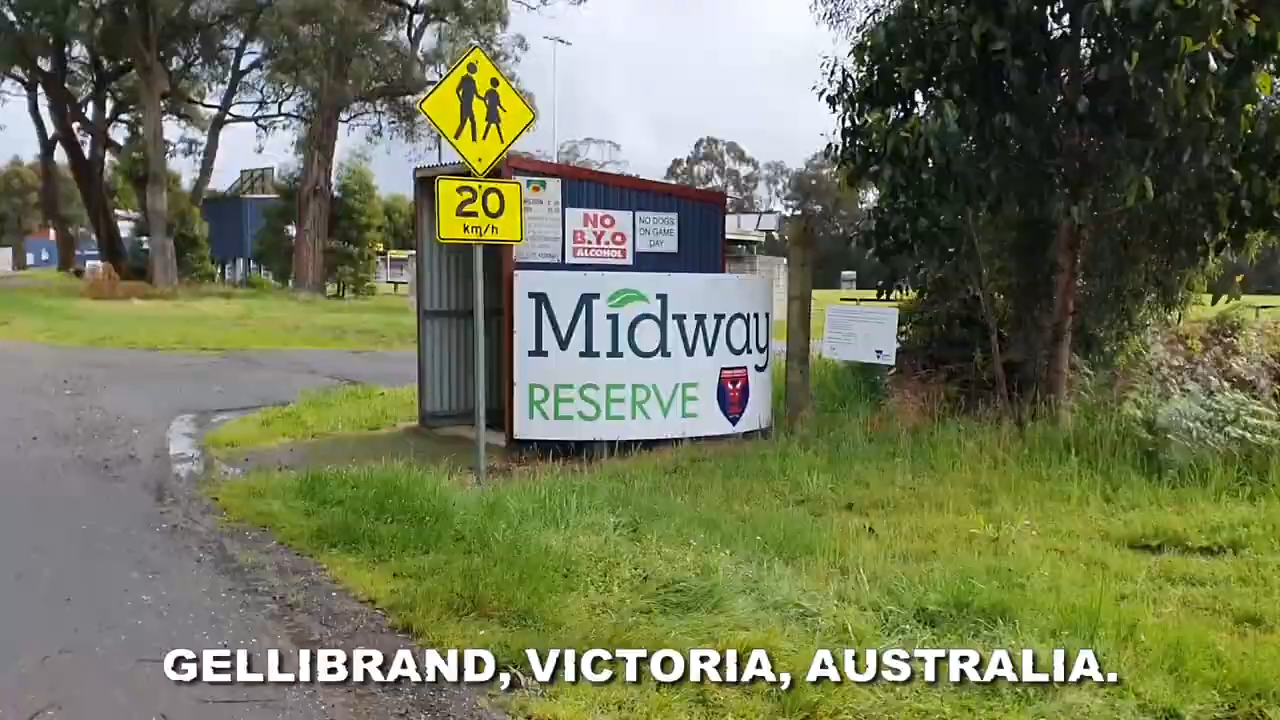 20
km/h
NO
B.Y.O
ALCOHOL
NO DOGS
ON GAME
DAY
Midway
RESERVE
GELLIBRAND, VICTORIA, AUSTRALIA.